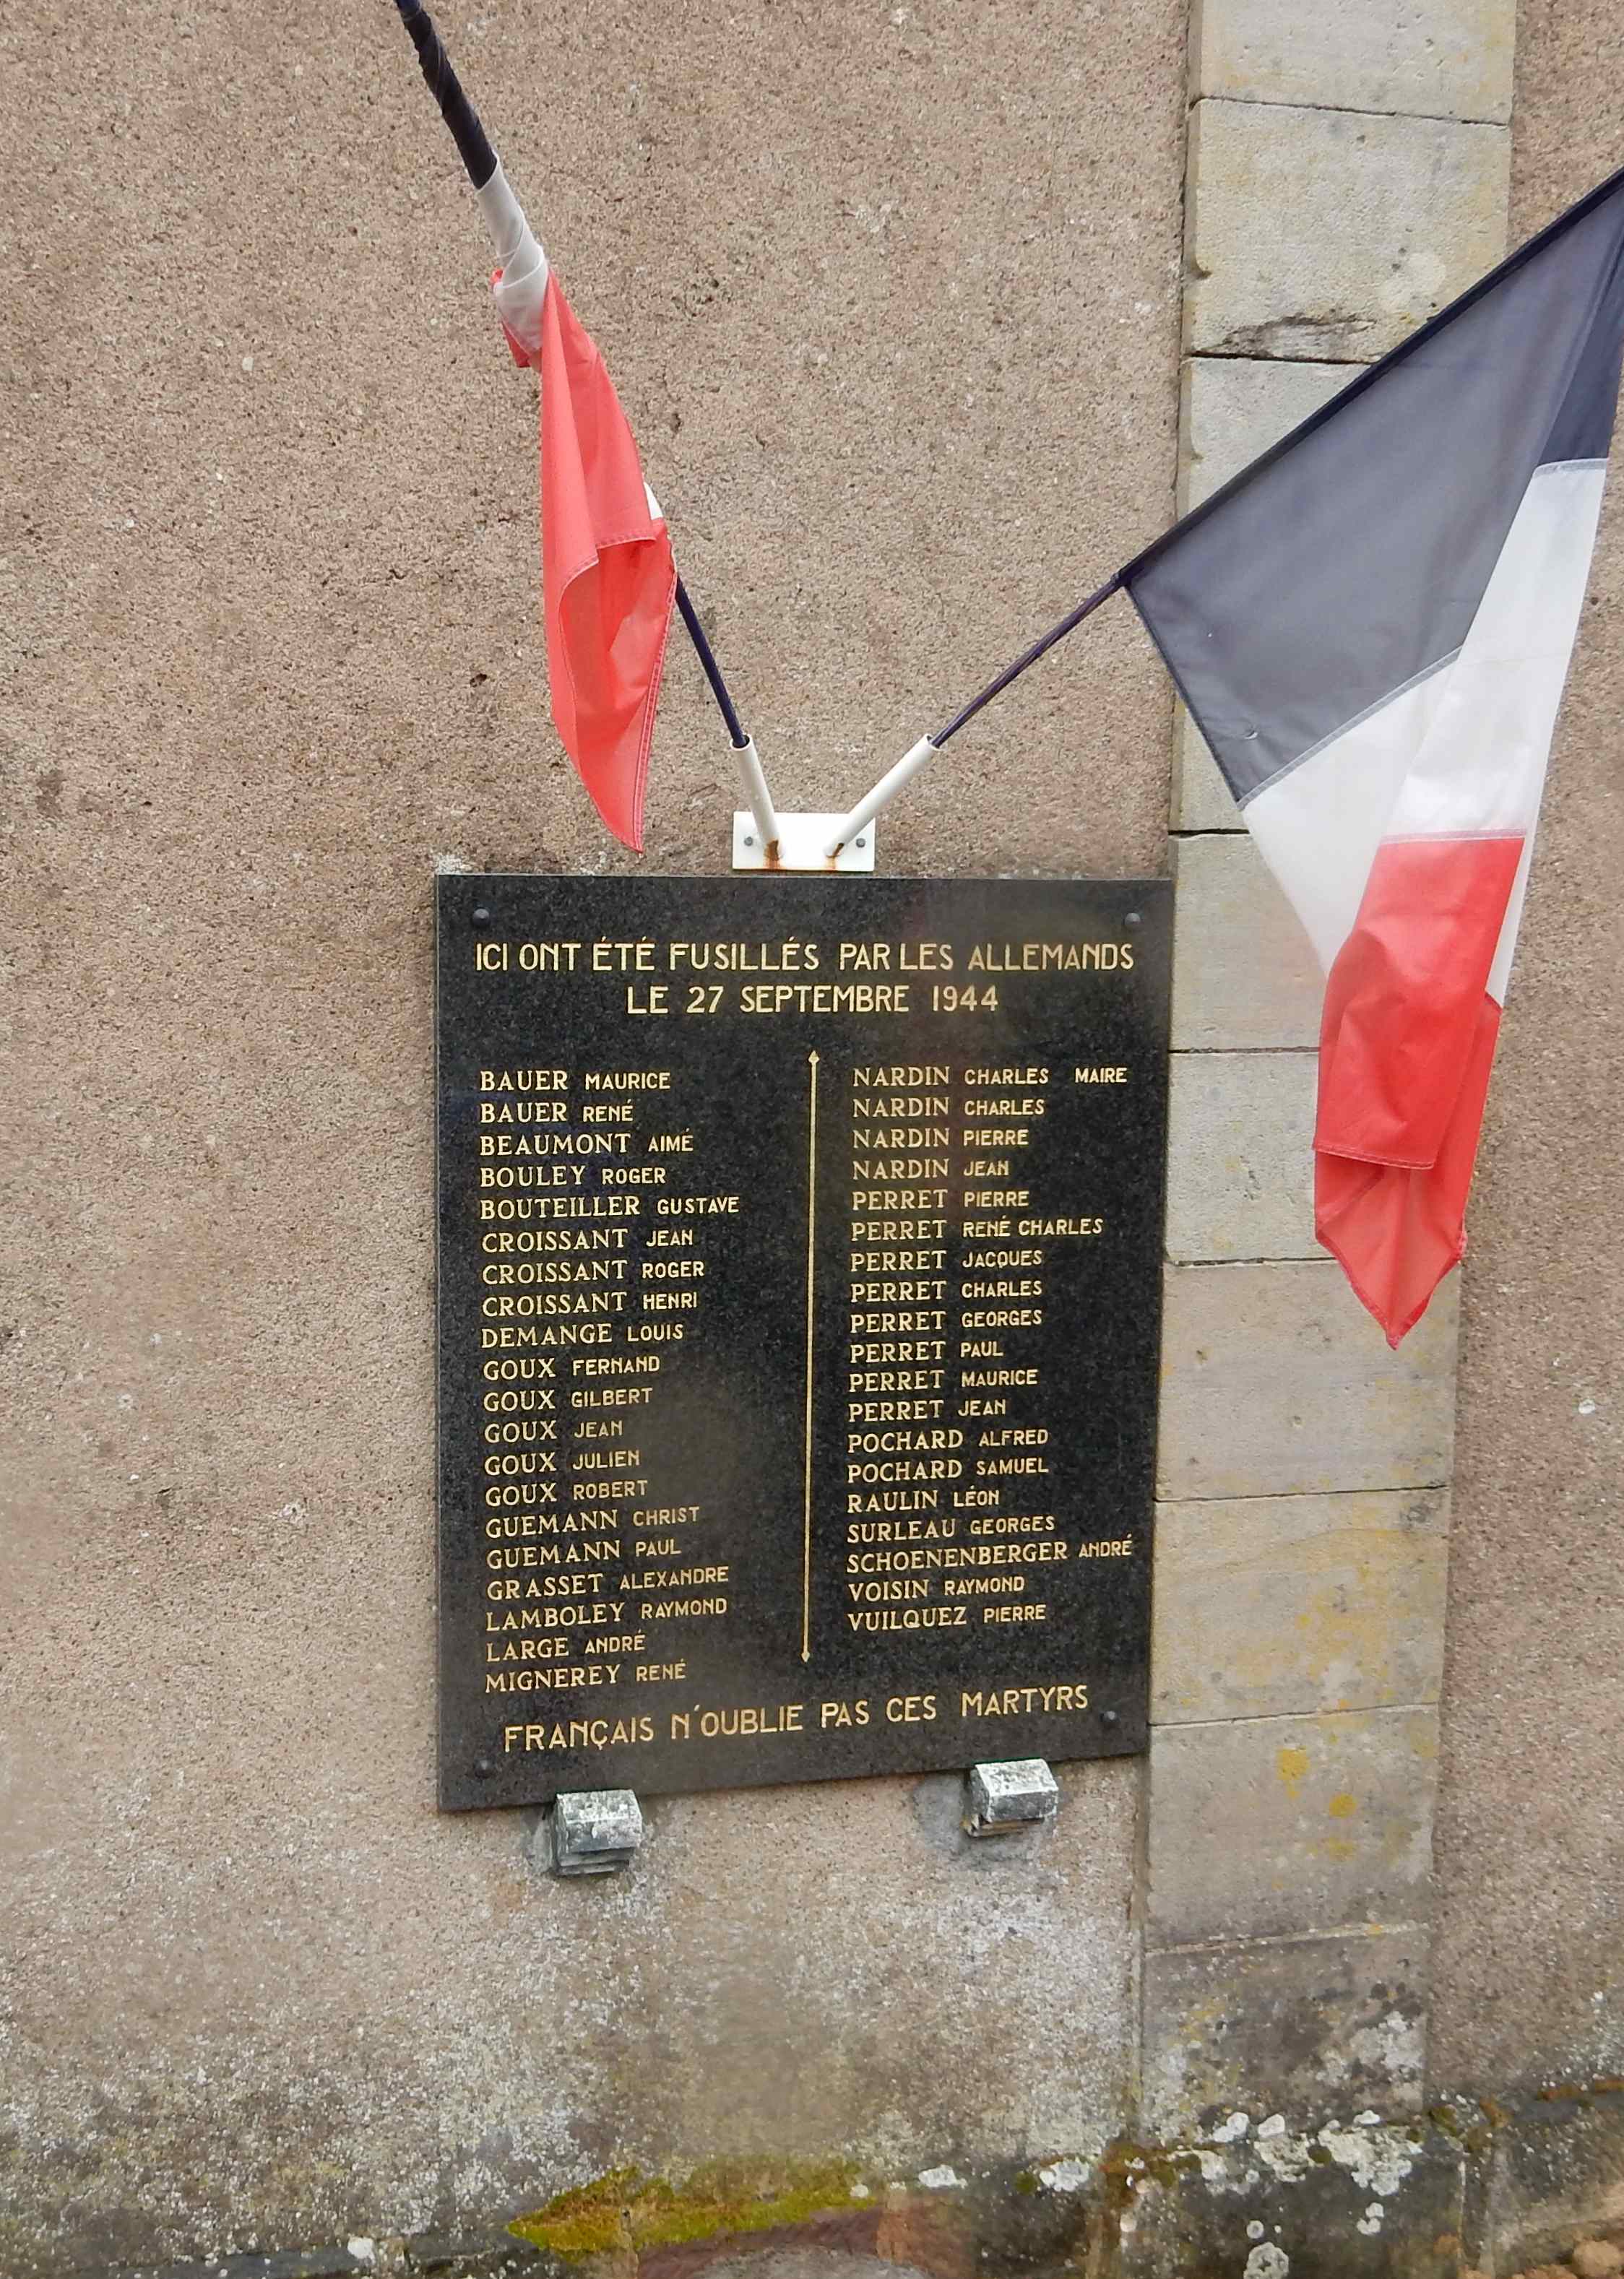 ICI ONT ÉTÉ FUSILLÉS PAR LES ALLEMANDS
LE 27 SEPTEMBRE 1944
BAUER MAURICE
BAUER RENÉ
BEAUMONT AIMÉ
BOULEY ROGER
BOUTEILLER GUSTAVE
CROISSANT JEAN
CROISSANT ROGER
CROISSANT HENRI
DEMANGE LOUIS
GOUX FERNAND
GOUX GILBERT
GOUX JEAN
GOUX JULIEN
GOUX ROBERT
GUEMANN CHRIST
GUEMANN PAUL
GRASSET ALEXANDRE
LAMBOLEY RAYMOND
LARGE ANDRÉ
MIGNEREY RENÉ
NARDIN CHARLES MAIRE
NARDIN CHARLES
NARDIN PIERRE
NARDIN JEAN
PERRET PIERRE
PERRET RENÉ CHARLES
PERRET JACQUES
PERRET CHARLES
PERRET GEORGES
PERRET PAUL
PERRET MAURICE
PERRET JEAN
POCHARD ALFRED
POCHARD SAMUEL
RAULIN LÉON
SURLEAU GEORGES
SCHOENENBERGER ANDRÉ
VOISIN RAYMOND
VUILQUEZ PIERRE
FRANÇAIS N'OUBLIE PAS CES MARTYRS